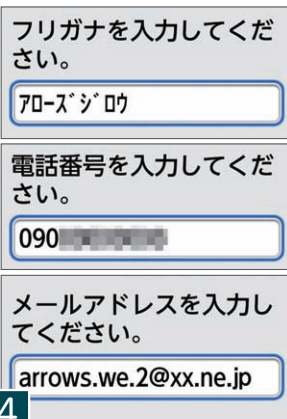 フリガナを入力してくだ
さい。
ｱﾛｰｽﾞｼﾞﾛｳ
電話番号を入力してくだ
さい。
090
メールアドレスを入力し
てください。
arrows.we.2@xx.ne.jp
4